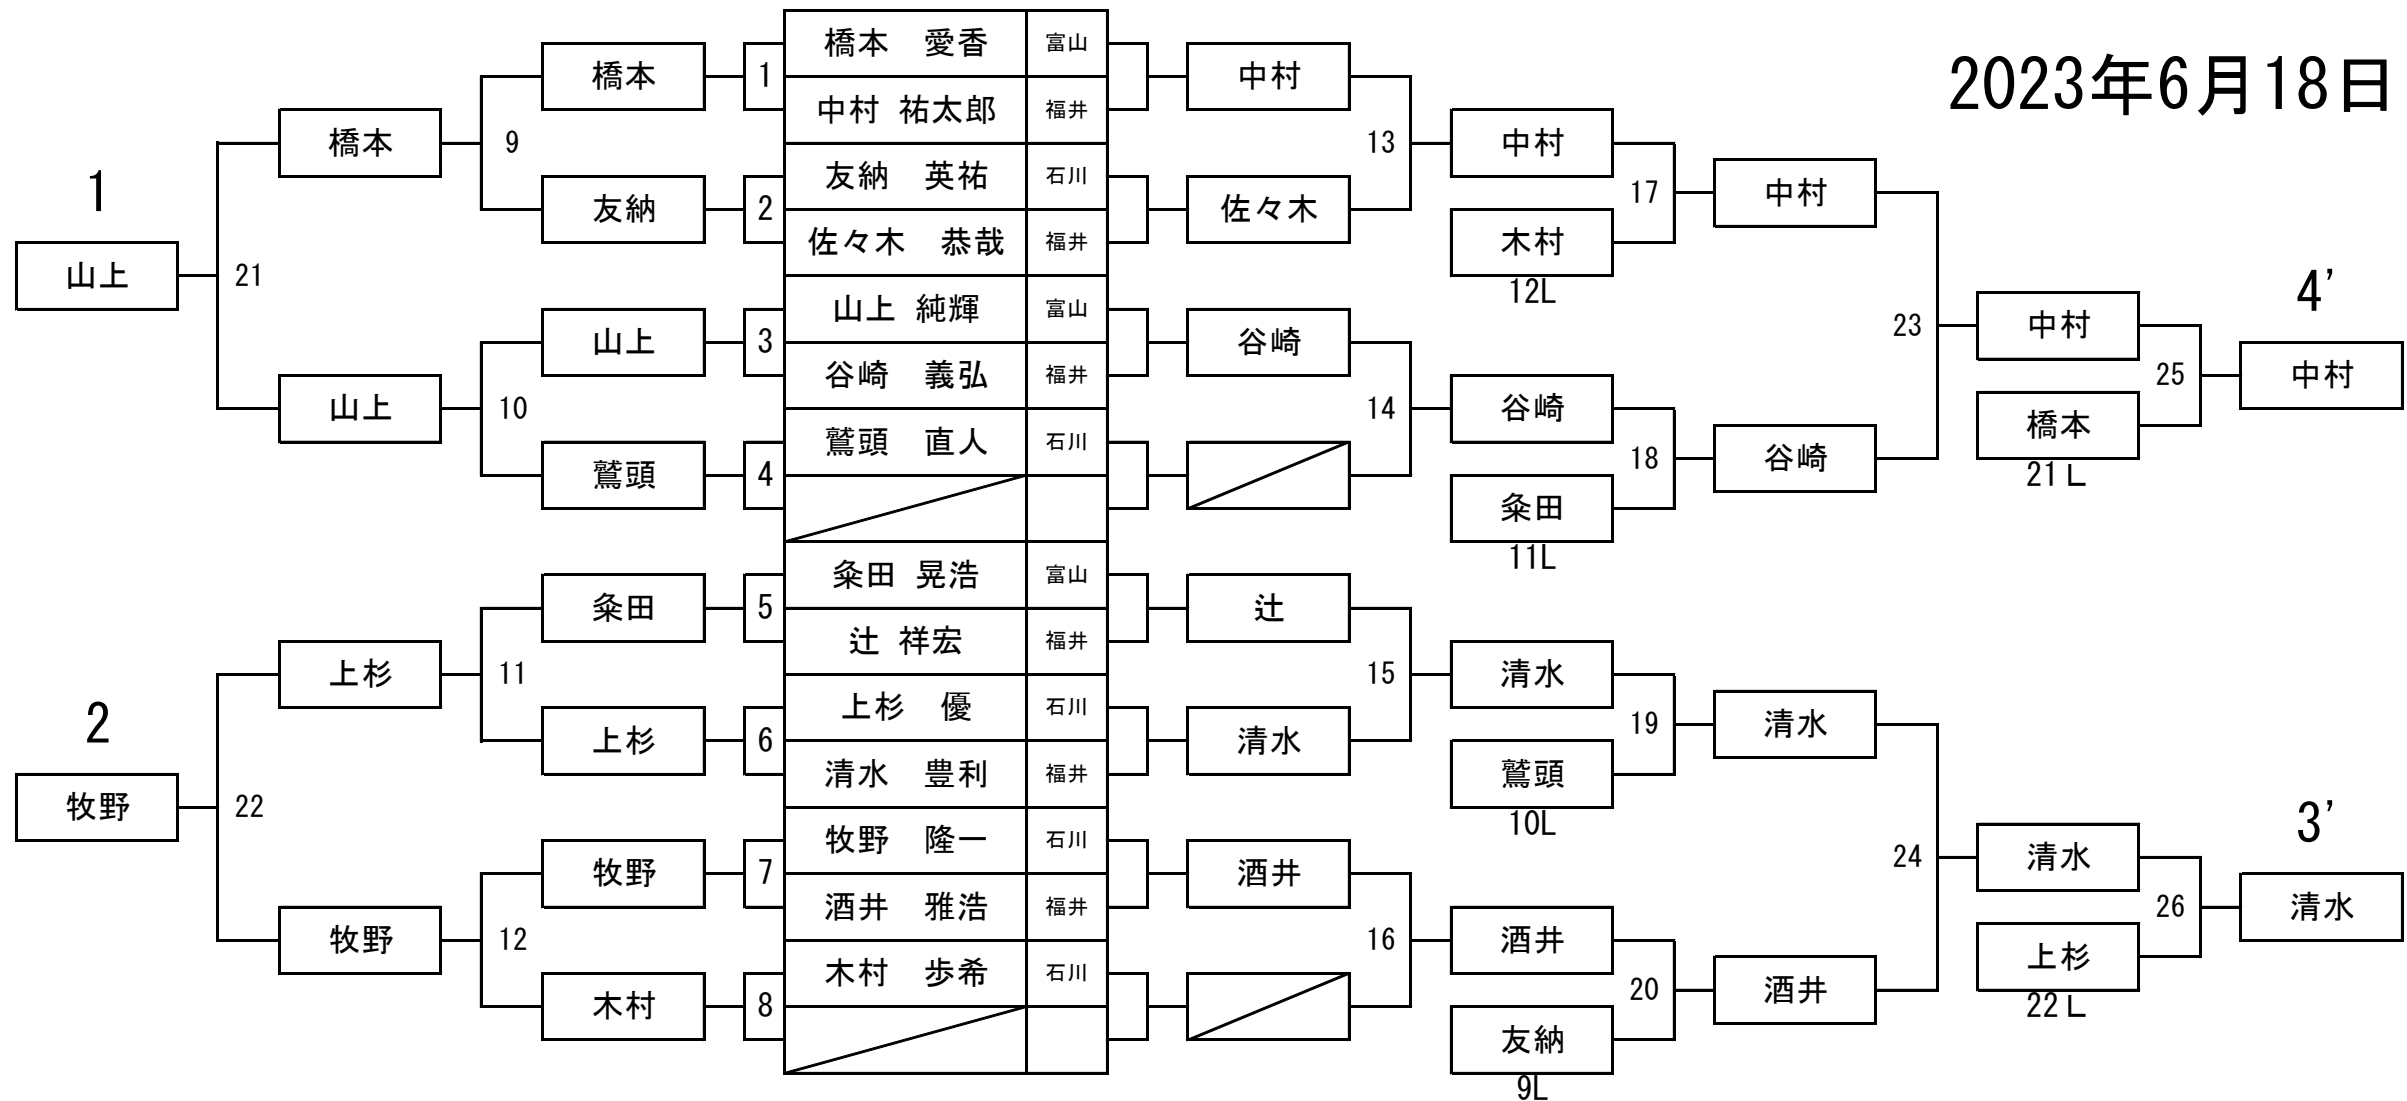 2023年6月18日
橋本　愛香 富山
橋本 1 中村
中村 祐太郎 福井
橋本 9 13 中村
友納　英祐 石川
1 17 中村
友納 2 佐々木
佐々木　恭哉 福井 木村
山上 21 4'
12L
山上 純輝 富山
23 中村
山上 3 谷崎
谷崎　義弘 福井
25 中村
山上 10 14 谷崎
橋本
鷲頭　直人 石川
18 谷崎
鷲頭 4 21L
粂田
11L
粂田 晃浩 富山
粂田 5 辻
辻 祥宏 福井
上杉 11 15 清水
上杉　優 石川
2 19 清水
上杉 6 清水
清水　豊利 福井 鷲頭
牧野 22 3'
10L
牧野　隆一 石川
24 清水
牧野 7 酒井
酒井　雅浩 福井
26 清水
牧野 12 16 酒井
上杉
木村　歩希 石川
20 酒井
木村 8 22L
友納
9L